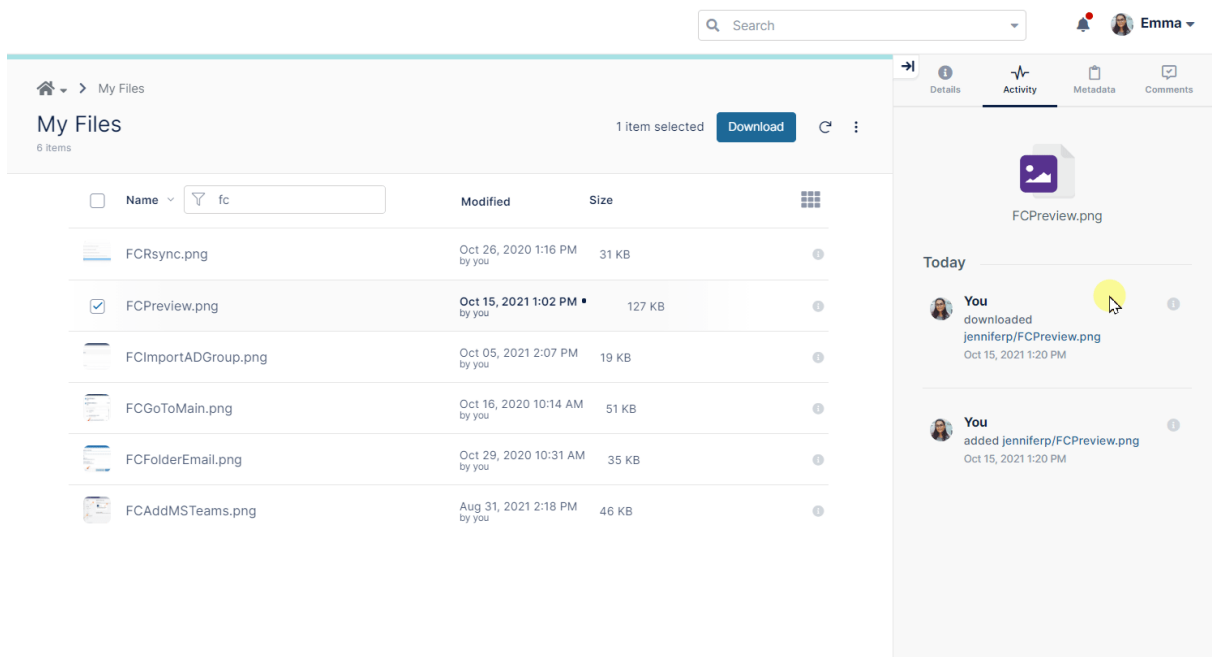 Search
Emma
My Files
My Files
6 items
1 item selected
Download
Name
fc
Modified
Size
FCRsync.png
Oct 26, 2020 1:16 PM
by you
31 KB
FCPreview.png
Oct 15, 2021 1:02 PM
by you
127 KB
FCImportADGroup.png
Oct 05, 2021 2:07 PM
by you
19 KB
FCGoToMain.png
Oct 16, 2020 10:14 AM
by you
51 KB
FCFolderEmail.png
Oct 29, 2020 10:31 AM
by you
35 KB
FCAddMSTeams.png
Aug 31, 2021 2:18 PM
by you
46 KB
Details
Activity
Metadata
Comments
FCPreview.png
Today
You
downloaded
jenniferp/FCPreview.png
Oct 15, 2021 1:20 PM
You
added jenniferp/FCPreview.png
Oct 15, 2021 1:20 PM